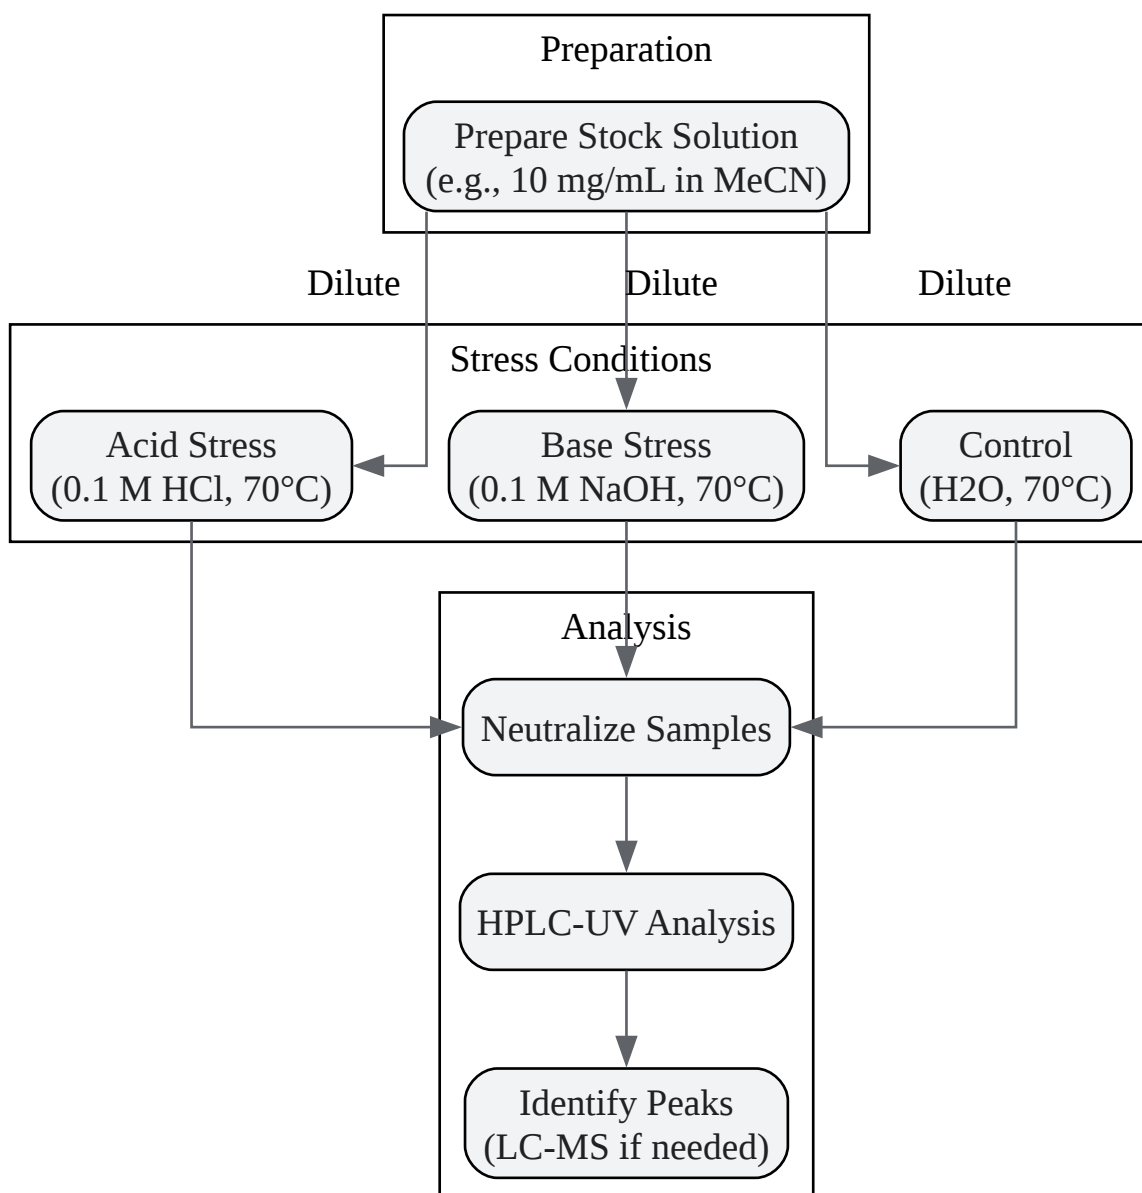 Preparation
Prepare Stock Solution
(e.g., 10 mg/mL in MeCN)
Dilute
Dilute
Dilute
Stress Conditions
Acid Stress
(0.1 M HCl, 70°C)
Base Stress
(0.1 M NaOH, 70°C)
Control
(H2O, 70°C)
Analysis
Neutralize Samples
HPLC-UV Analysis
Identify Peaks
(LC-MS if needed)